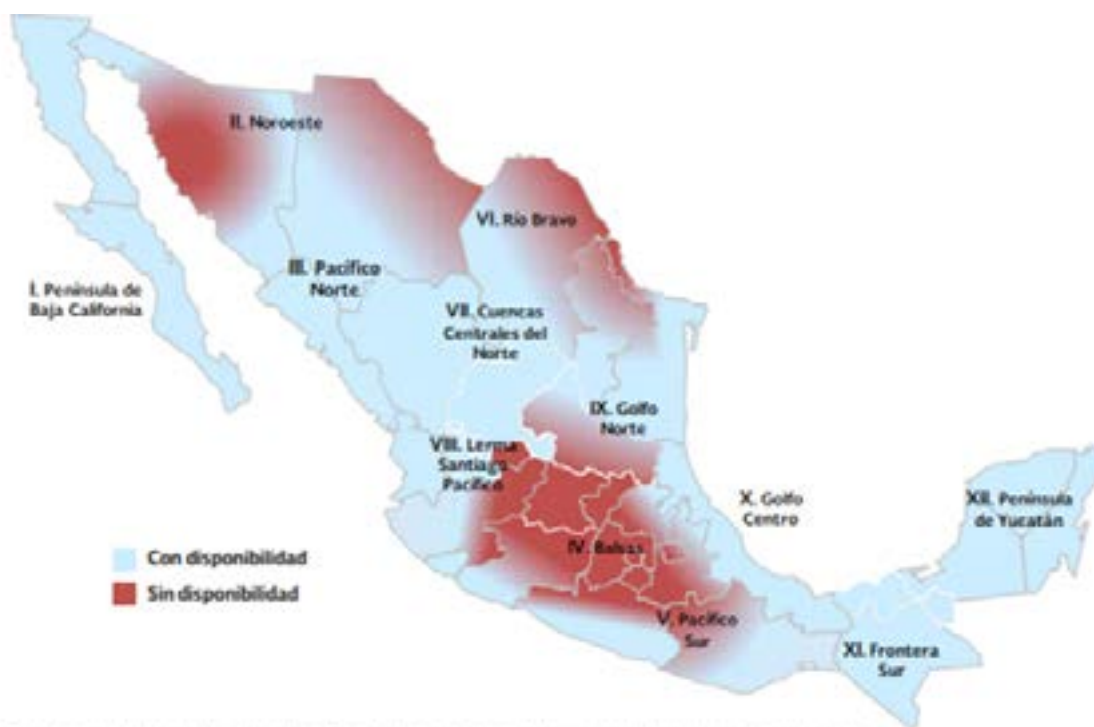 II. Noroeste
VI. Río Bravo
III. Pacífico
Norte
I. Península de
Baja California
VII. Cuencas
Centrales del
Norte
IX. Golfo
Norte
VIII. Lerma
Santiago
Pacífico
X. Golfo
Centro
XII. Península
de Yucatán
IV. Balsas
Con disponibilidad
Sin disponibilidad
V. Pacífico
Sur
XI. Frontera
Sur